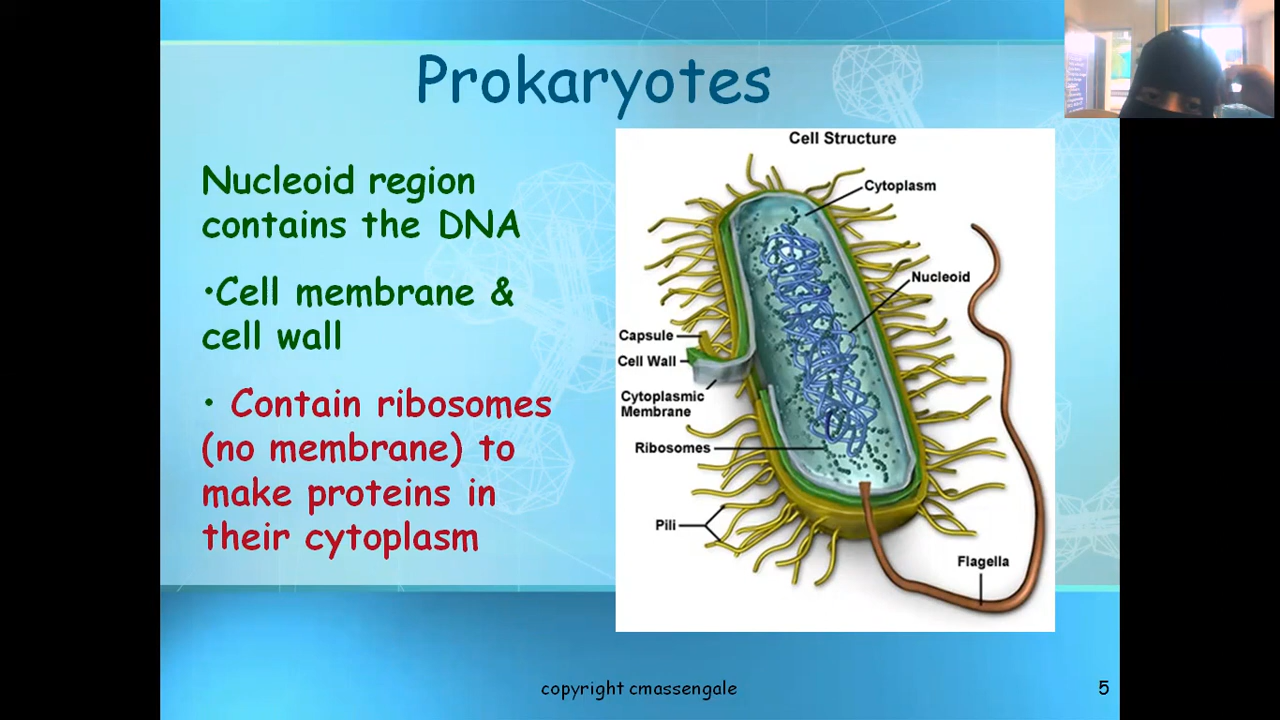 Prokaryotes
Nucleoid region
contains the DNA
•Cell membrane &
cell wall
• Contain ribosomes
(no membrane) to
make proteins in
their cytoplasm
Cell Structure
Cytoplasm
Nucleoid
Capsule
Cell Wall
Cytoplasmic
Membrane
Ribosomes
Pili
Flagella
copyright cmassengale
5